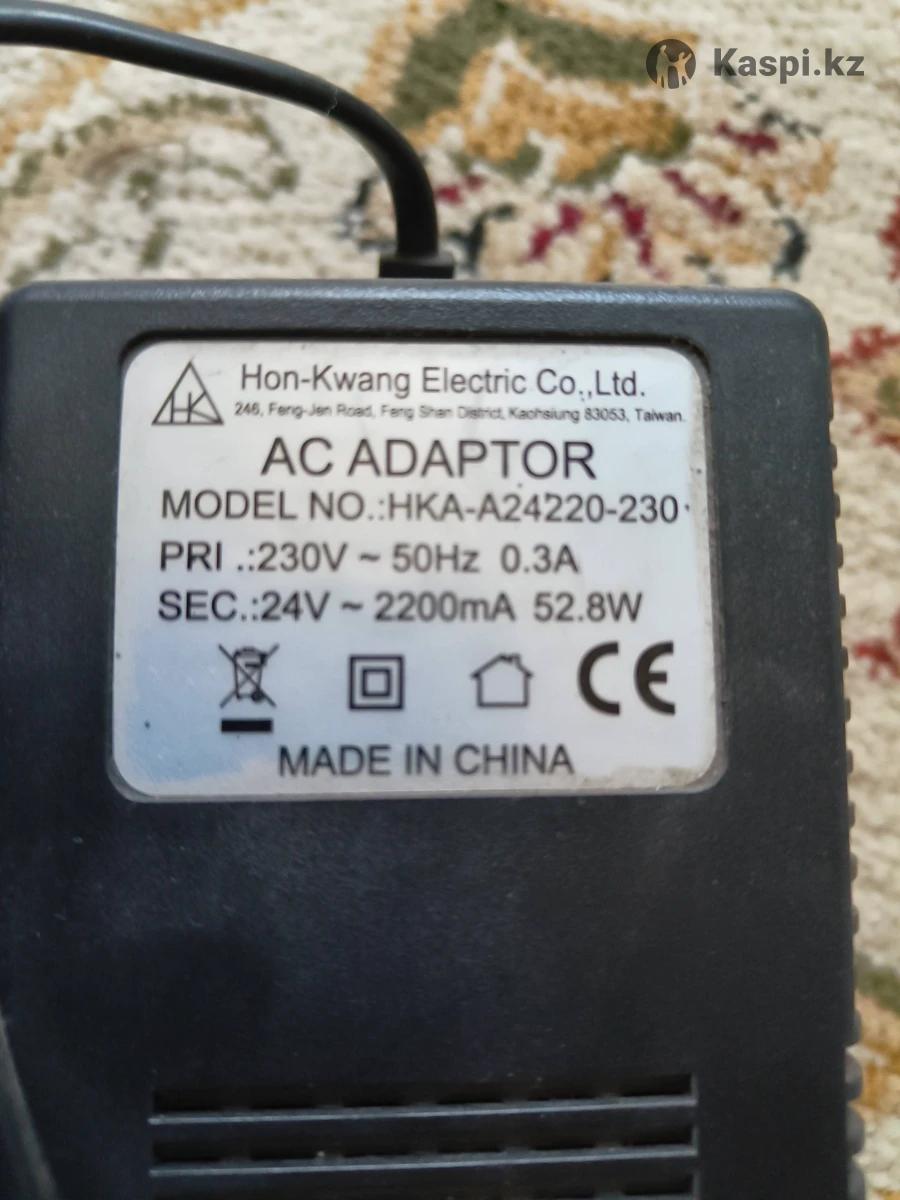 Kaspi.kz
HK
Hon-Kwang Electric Co.,Ltd.
246, Feng-Jen Road, Feng Shan District, Kaohsiung 83053, Taiwan.
AC ADAPTOR
MODEL NO.:HKA-A24220-230
PRI .:230V ~ 50Hz 0.3A
SEC.:24V ~ 2200mA 52.8W
CE
MADE IN CHINA